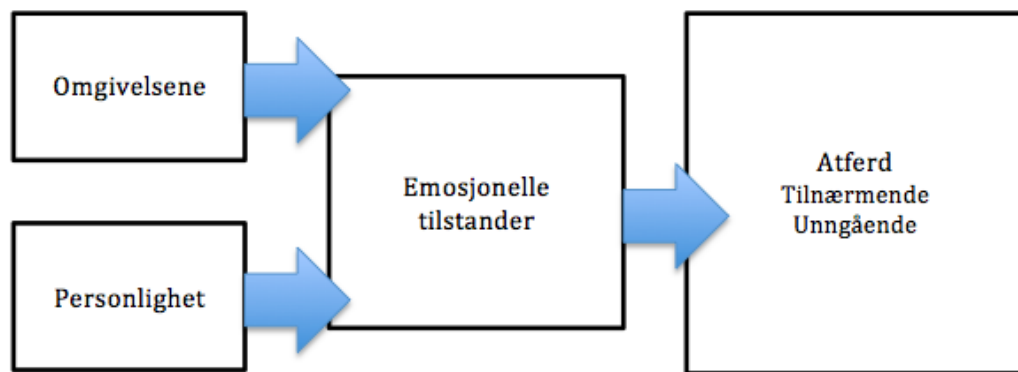 Omgivelsene
Personlighet
Emosjonelle
tilstander
Atferd
Tilnærmende
Unngående